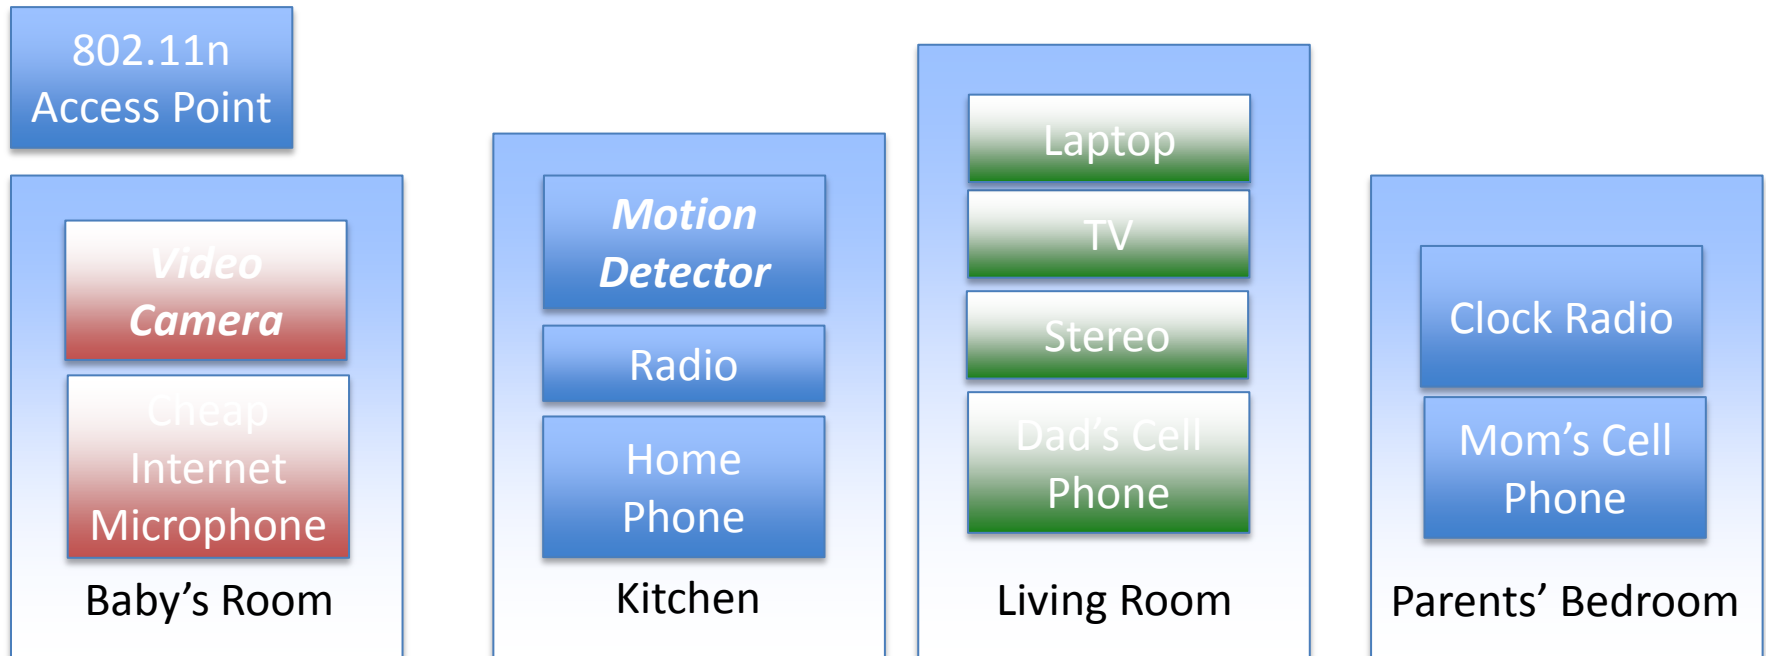 802.11n
Access Point
Video
Camera
Cheap
Internet
Microphone
Baby’s Room
Motion
Detector
Radio
Home
Phone
Kitchen
Laptop
TV
Stereo
Dad’s Cell
Phone
Living Room
Clock Radio
Mom’s Cell
Phone
Parents’ Bedroom